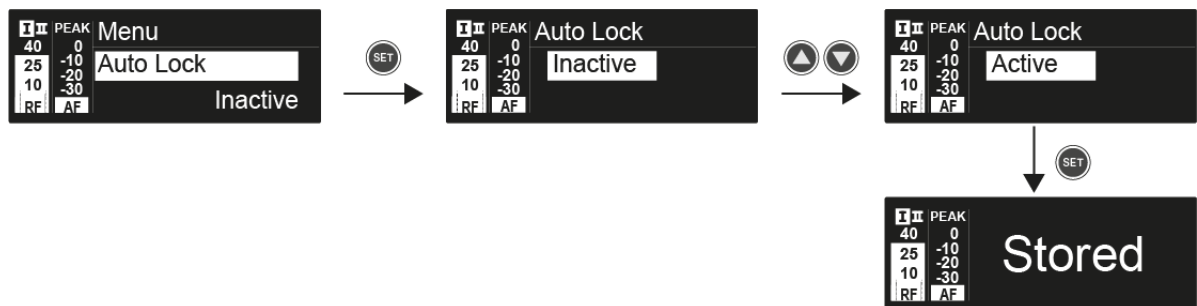 I II PEAK Menu
40 0
25 -10 Auto Lock
-20
10 -30 Inactive
RF AF
SET
I II PEAK Auto Lock
40 0
25 -10 Inactive
-20
10 -30
RF AF
I II PEAK Auto Lock
40 0
25 -10 Active
-20
10 -30
RF AF
SET
I II PEAK
40 0
25 -10 Stored
-20
10 -30
RF AF